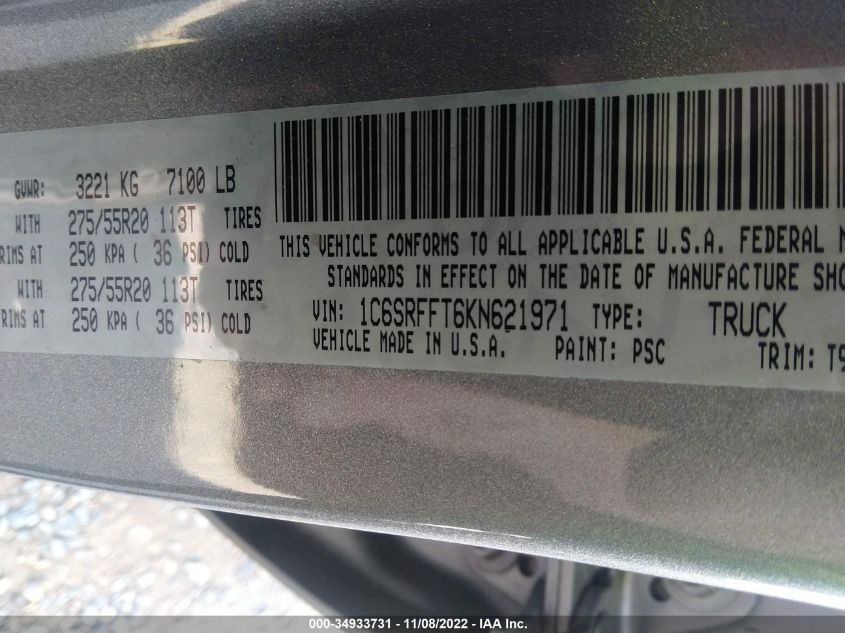 GVWR: 3221 KG 7100 LB
WITH 275/55R20 113T TIRES
RIMS AT 250 KPA ( 36 PSI) COLD
WITH 275/55R20 113T TIRES
RIMS AT 250 KPA ( 36 PSI) COLD
THIS VEHICLE CONFORMS TO ALL APPLICABLE U.S.A. FEDERAL
STANDARDS IN EFFECT ON THE DATE OF MANUFACTURE SHO
VIN: 1C6SRFFT6KN621971 TYPE: TRUCK
VEHICLE MADE IN U.S.A. PAINT: PSC TRIM: T9
000-34933731 - 11/08/2022 - IAA Inc.